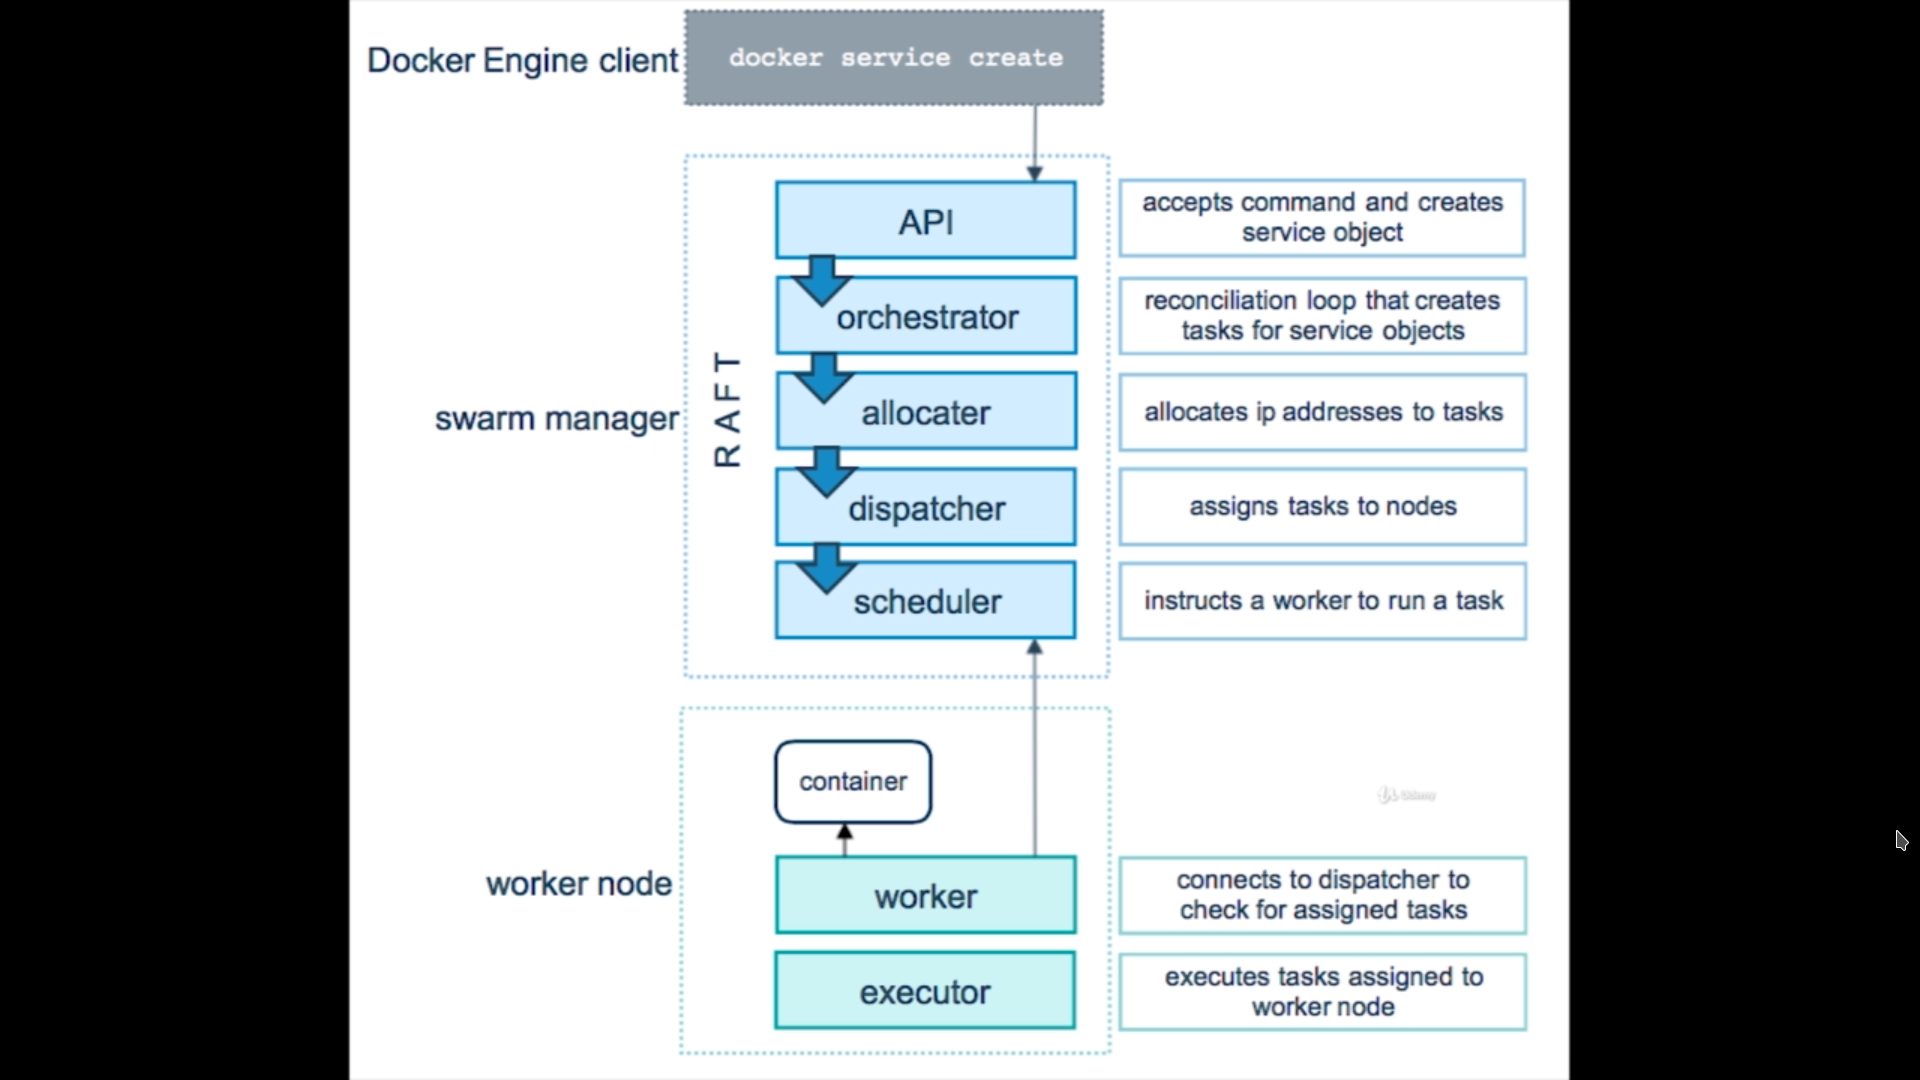 Docker Engine client
docker service create
swarm manager
R A F T
API
accepts command and creates
service object
orchestrator
reconciliation loop that creates
tasks for service objects
allocater
allocates ip addresses to tasks
dispatcher
assigns tasks to nodes
scheduler
instructs a worker to run a task
worker node
container
Udemy
worker
connects to dispatcher to
check for assigned tasks
executor
executes tasks assigned to
worker node